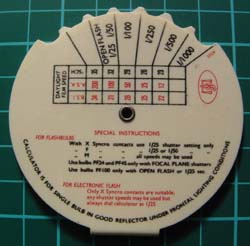 OPEN FLASH
1/25
1/50
1/100
1/250
1/500
1/1000
DAYLIGHT
FILM SPEED
SPECIAL INSTRUCTIONS
FOR FLASHBULBS
With X Synchro contacts use 1/25 shutter setting only
" " " " 1/25 or 1/50 "
" M " all speeds may be used
Use bulbs PF24 and PF45 only with FOCAL PLANE shutters
Use bulbs PF100 only with OPEN FLASH or 1/25 sec.
FOR ELECTRONIC FLASH
Only X Synchro contacts are suitable,
any shutter speeds may be used but
always dial calculator at 1/25
CALCULATOR IS FOR SINGLE BULB IN GOOD REFLECTOR UNDER FRONTAL LIGHTING CONDITIONS